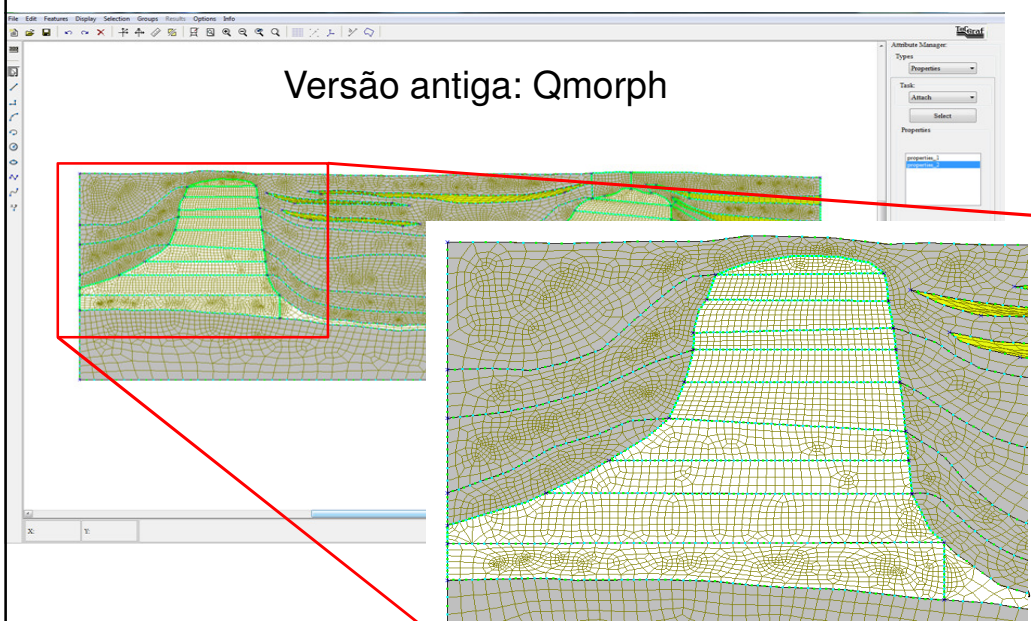 File Edit Features Display Selection Groups Results Options Info
TeCGraf
Versão antiga: Qmorph
Attribute Manager:
Types
Properties
Task:
Attach
Select
Properties
properties_1
properties_2
X:
Y: